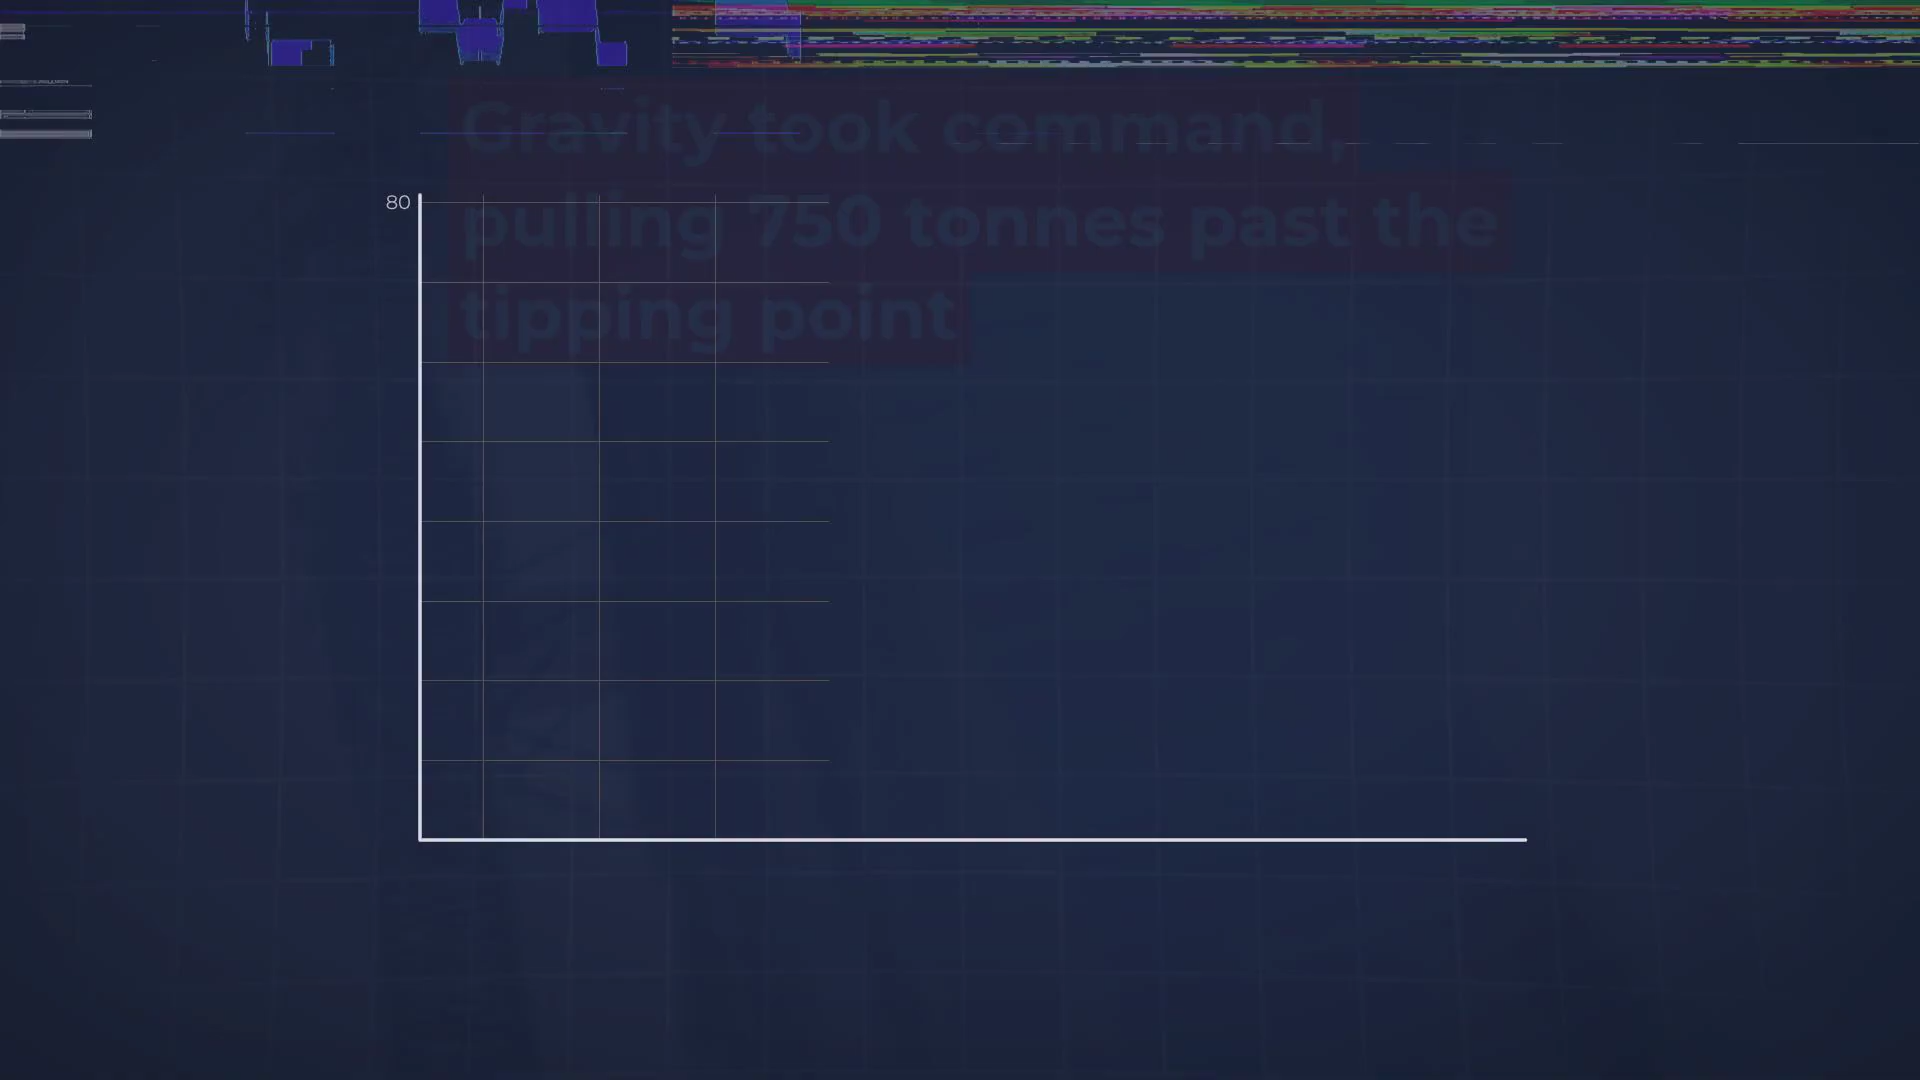 Gravity took command,
80
pulling 750 tonnes past the
tipping point